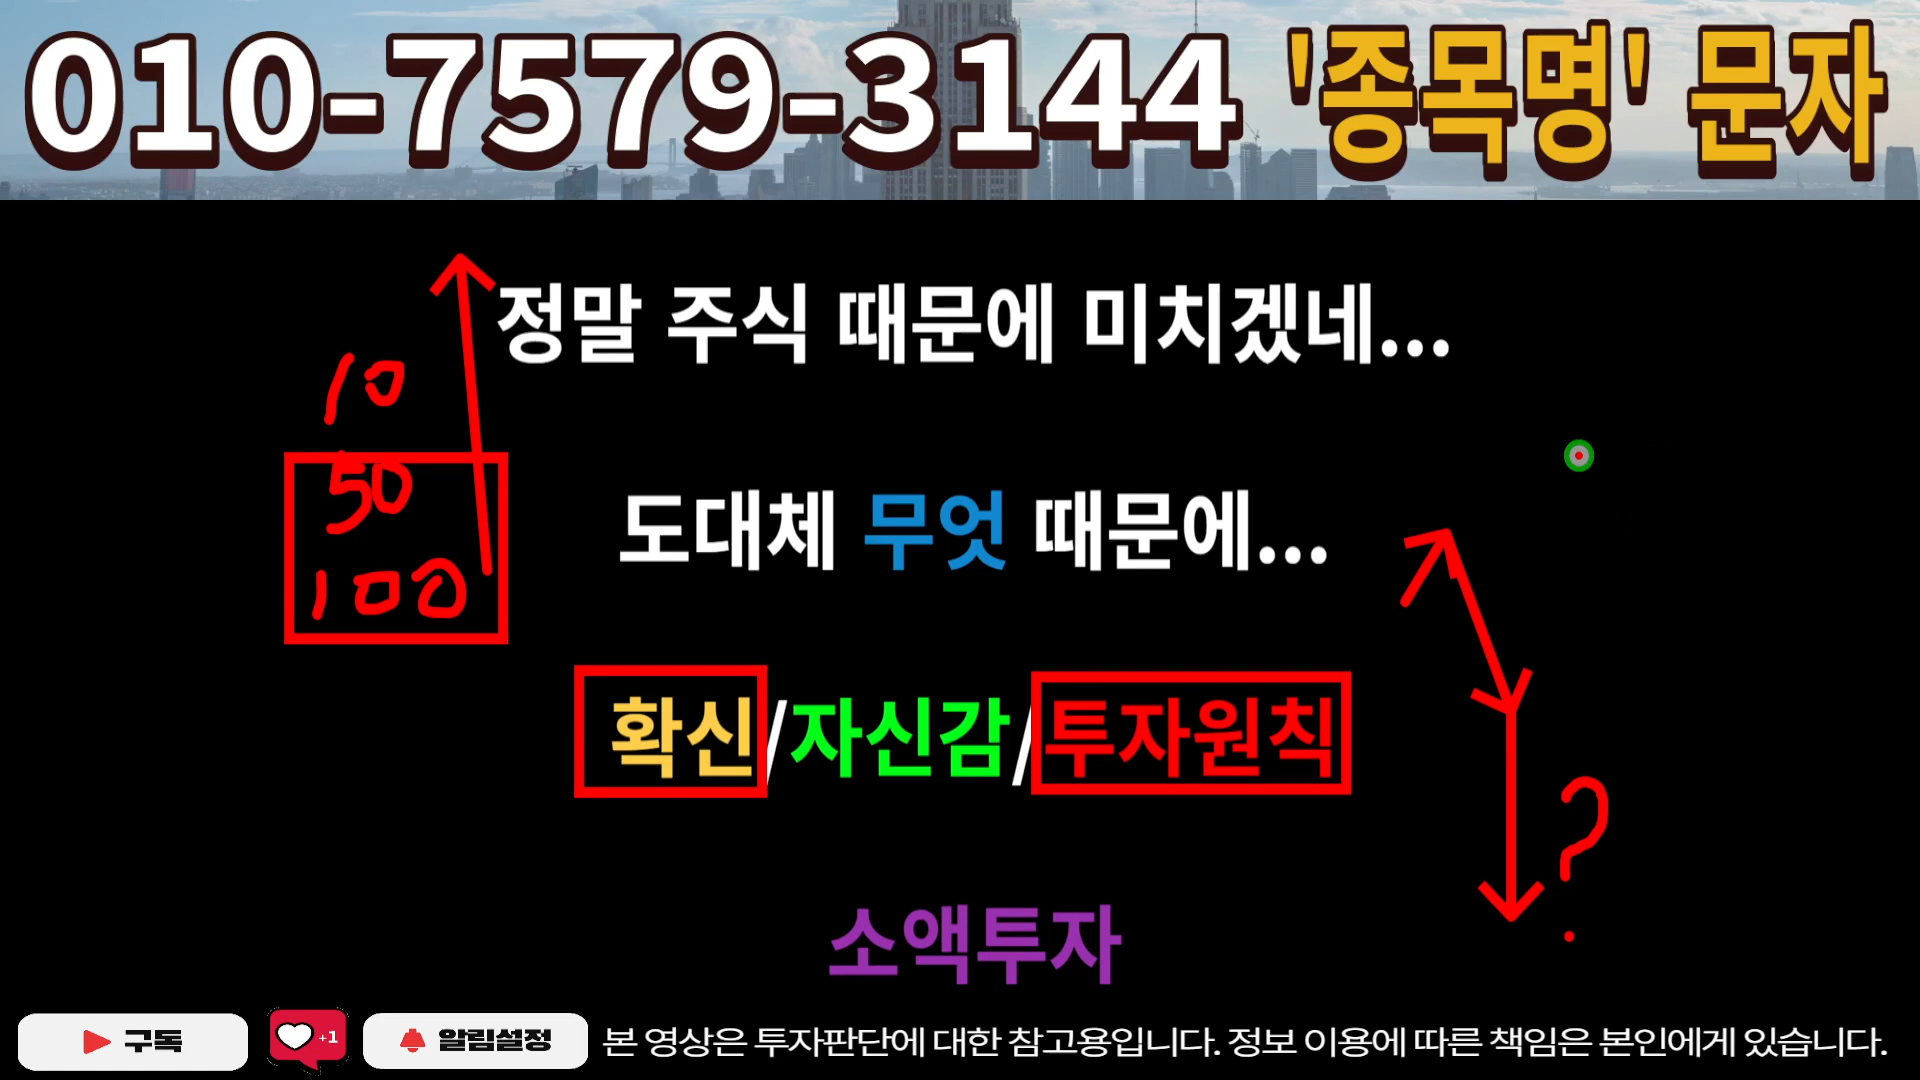 010-7579-3144 '종목명' 문자
정말 주식 때문에 미치겠네...
10
50
100
도대체 무엇 때문에...
확신/자신감/투자원칙
?
소액투자
구독
+1
알림설정
본 영상은 투자판단에 대한 참고용입니다. 정보 이용에 따른 책임은 본인에게 있습니다.